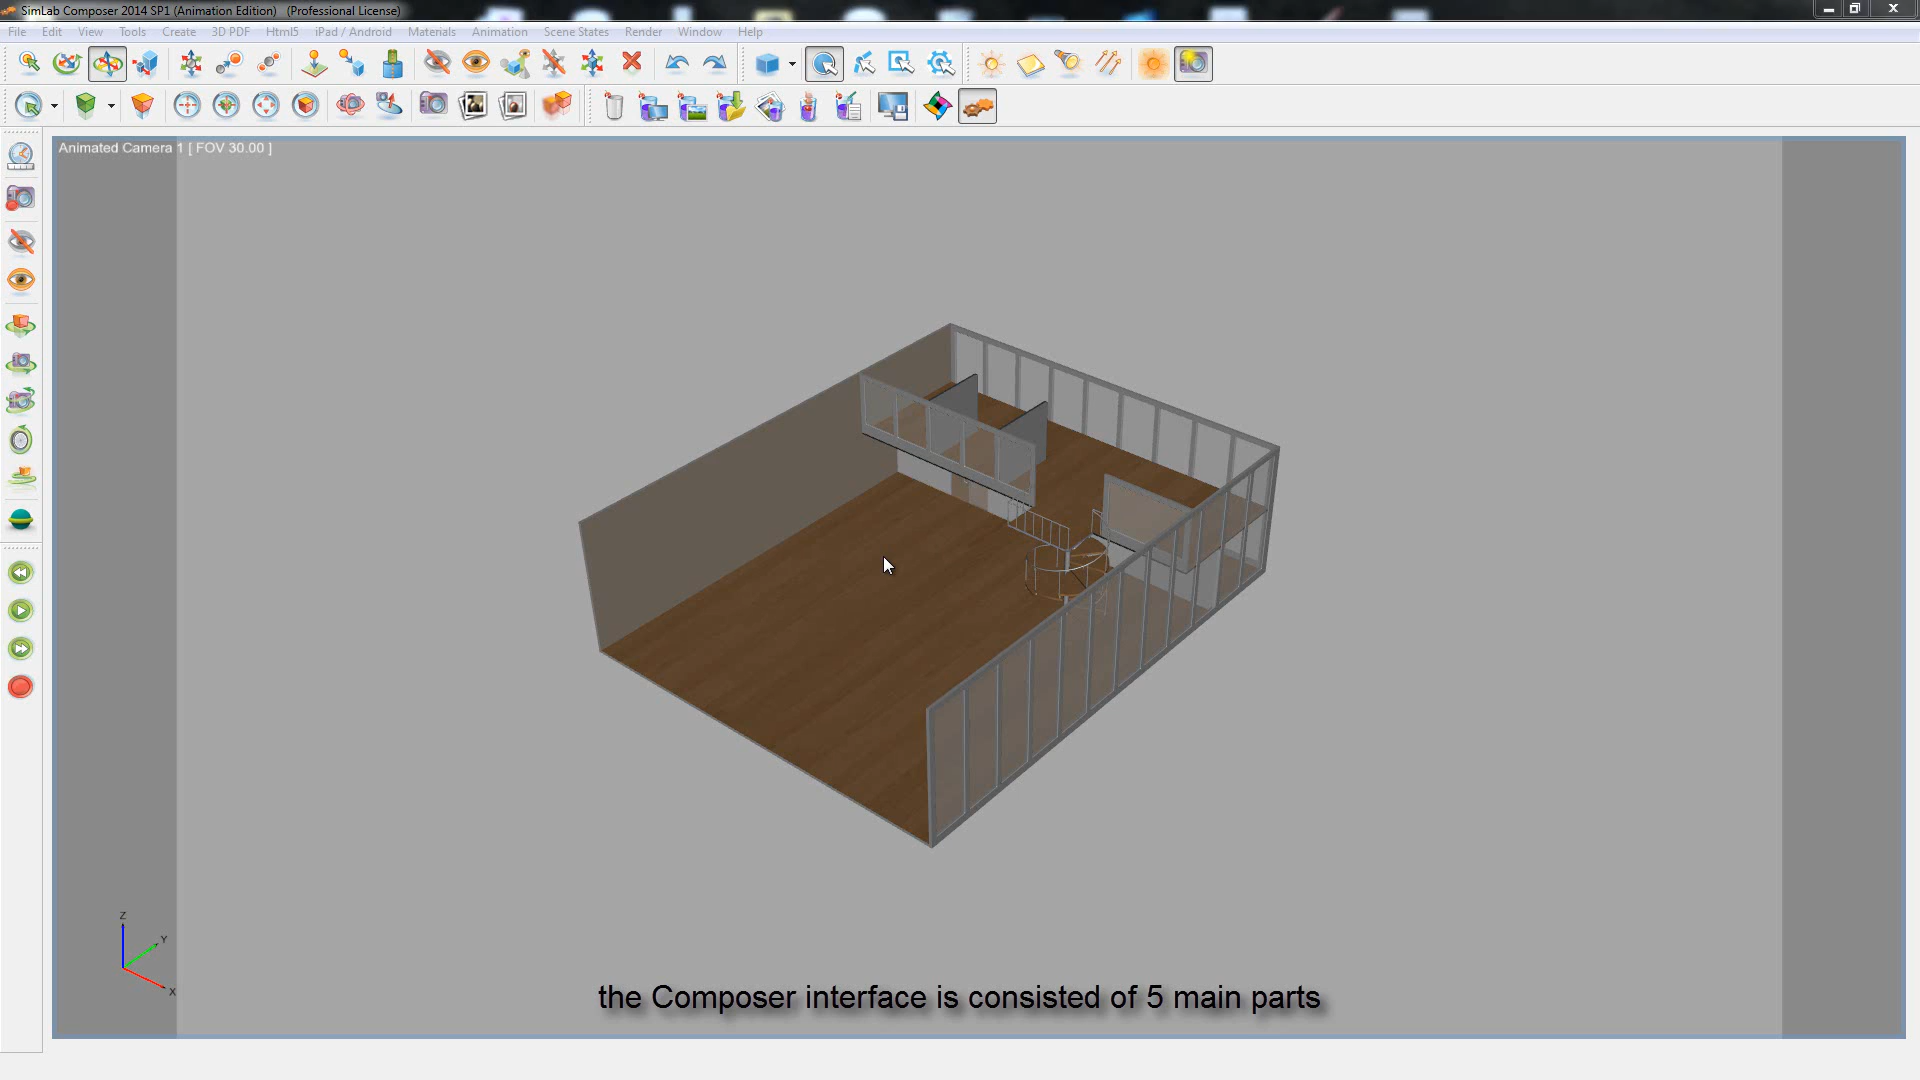 SimLab Composer 2014 SP1 (Animation Edition) (Professional License)
File Edit View Tools Create 3D PDF Html5 iPad / Android Materials Animation Scene States Render Window Help
Animated Camera 1 [ FOV 30.00 ]
Z
Y
X
the Composer interface is consisted of 5 main parts